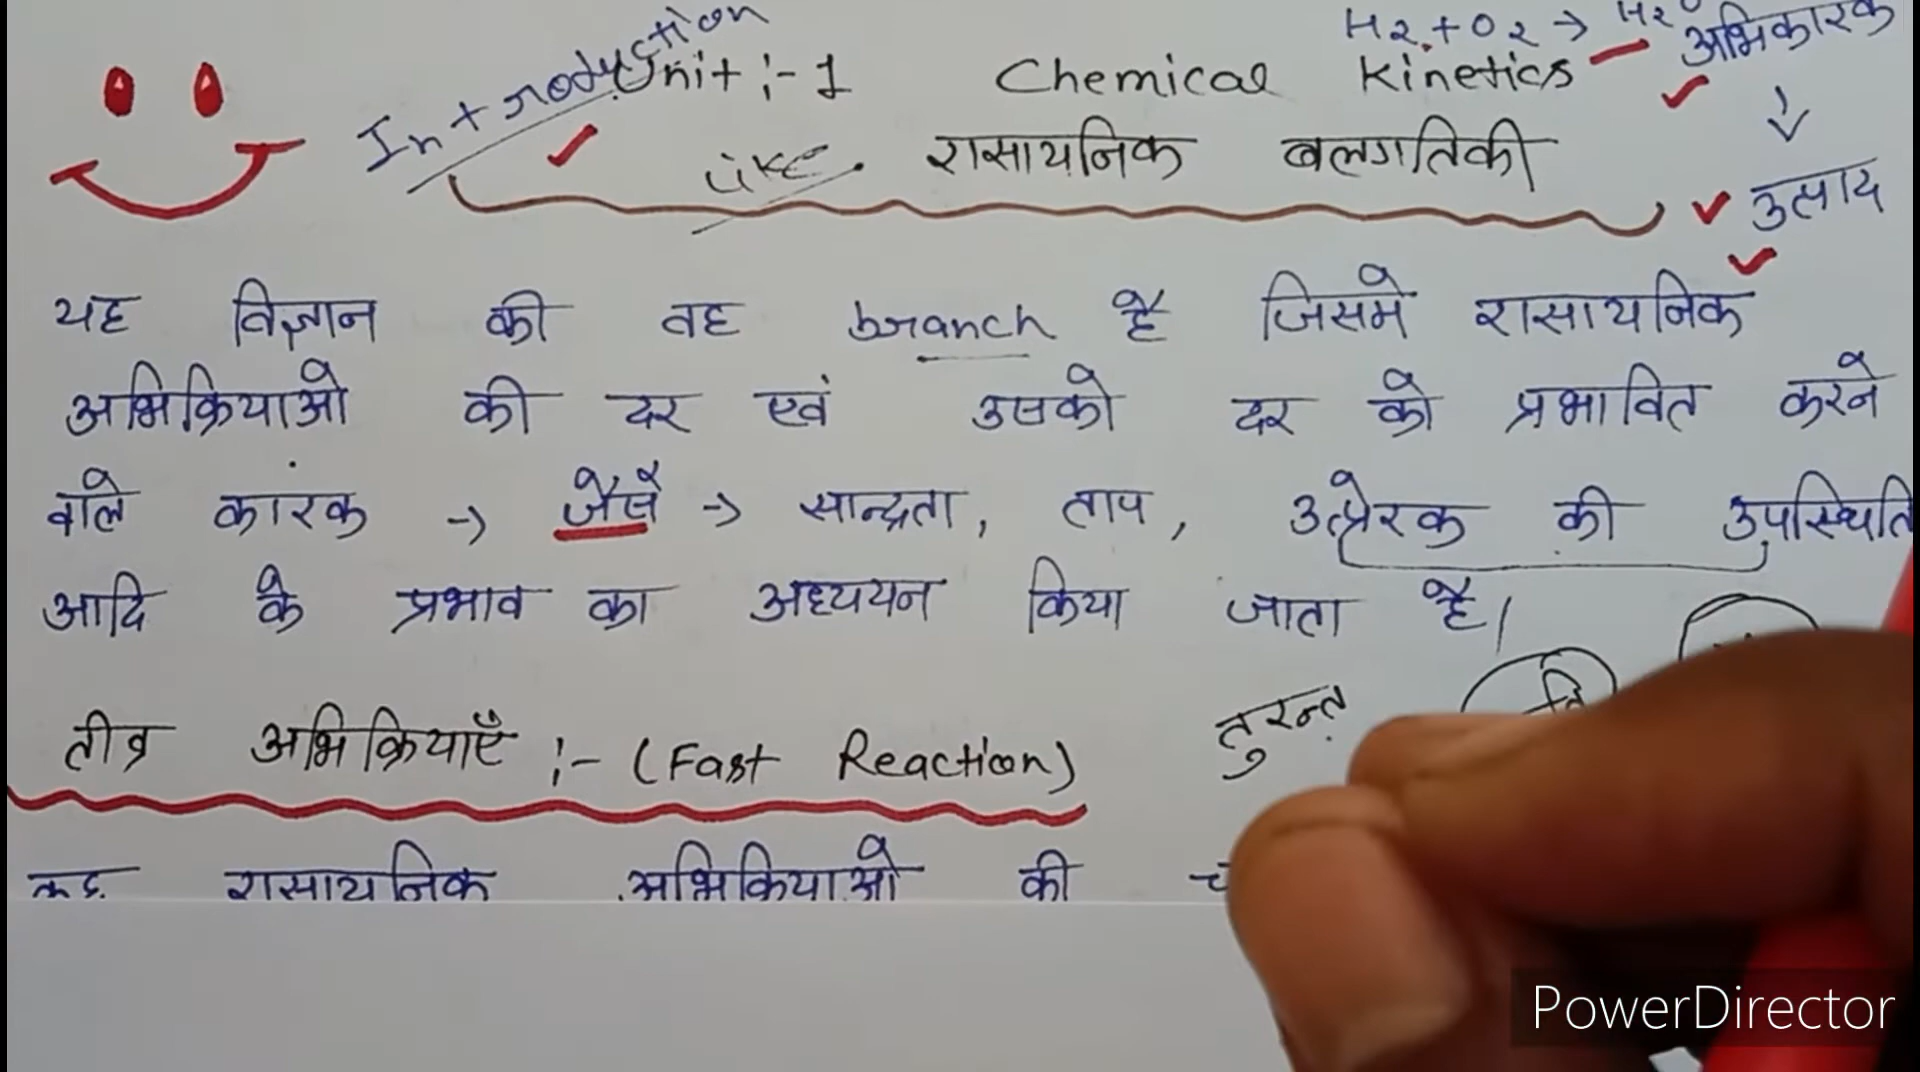 H2 + O2 → H2O
Introduction
Unit :- 1 Chemical Kinetics
अभिकारक
↓
उत्पाद
Like
रासायनिक बलगतिकी
यह विज्ञान की वह branch है जिसमे रासायनिक
अभिक्रियाओ की दर एवं उसको दर को प्रभावित करने
वाले कारंक → जैसे → सान्द्रता, ताप, उत्प्रेरक की उपस्थिति
आदि के प्रभाव का अध्ययन किया जाता है।
तीव्र अभिक्रियाएँ :- (Fast Reaction)
तुरन्त
रासायनिक अभिक्रियाओ की
PowerDirector